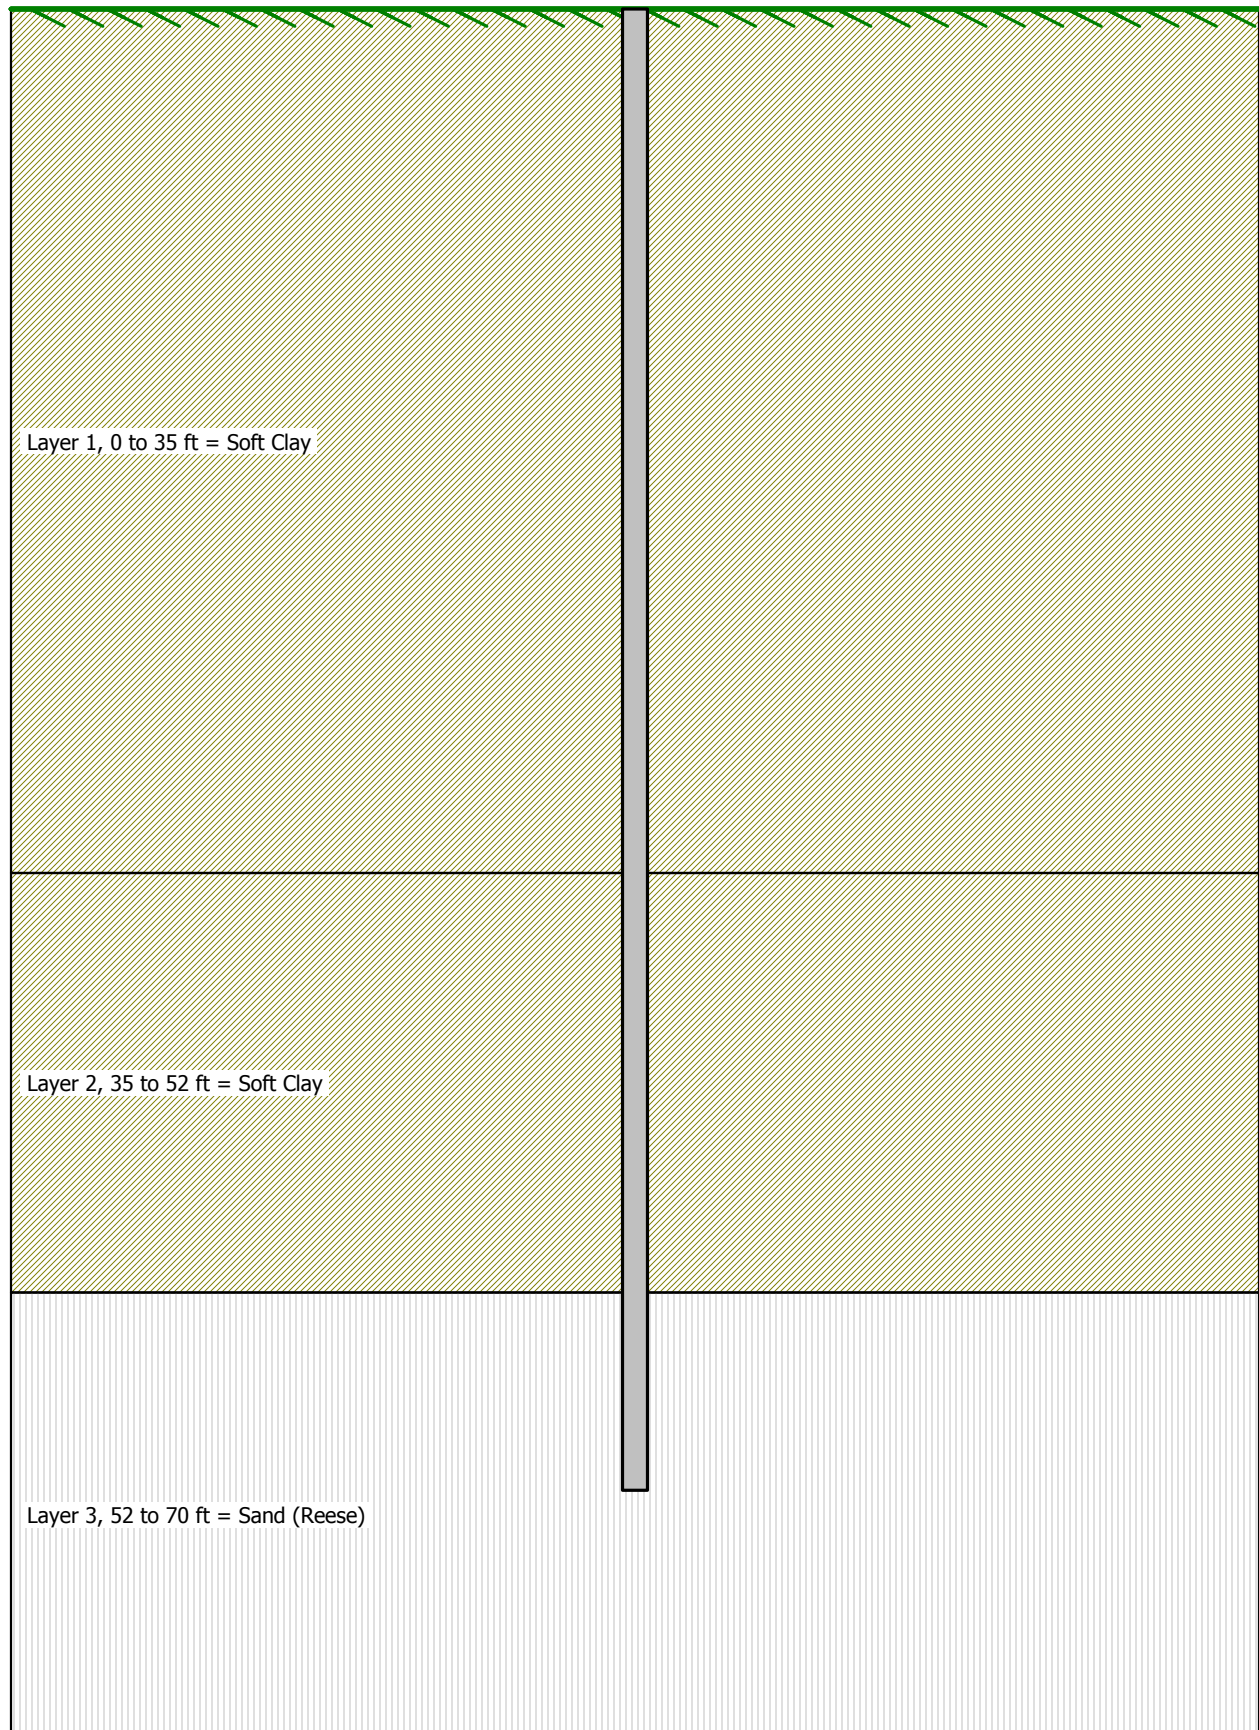 Layer 1, 0 to 35 ft = Soft Clay
Layer 2, 35 to 52 ft = Soft Clay
Layer 3, 52 to 70 ft = Sand (Reese)